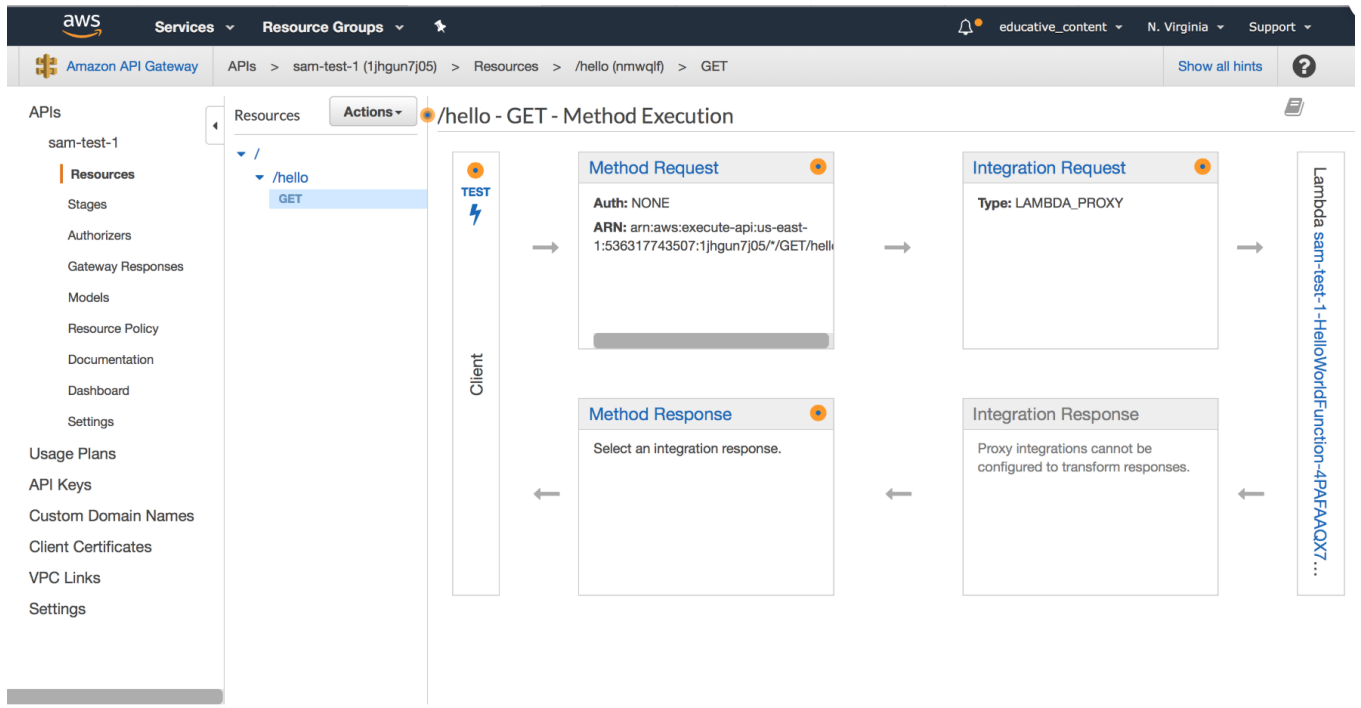 aws Services Resource Groups educative_content N. Virginia Support
Amazon API Gateway APIs > sam-test-1 (1jhgun7j05) > Resources > /hello (nmwqlf) > GET Show all hints ?
APIs
sam-test-1
Resources
Stages
Authorizers
Gateway Responses
Models
Resource Policy
Documentation
Dashboard
Settings
Usage Plans
API Keys
Custom Domain Names
Client Certificates
VPC Links
Settings
Resources Actions
/
/hello
GET
/hello - GET - Method Execution
TEST
Client
Method Request
Auth: NONE
ARN: arn:aws:execute-api:us-east-
1:536317743507:1jhgun7j05/*/GET/hell
Integration Request
Type: LAMBDA_PROXY
Method Response
Select an integration response.
Integration Response
Proxy integrations cannot be
configured to transform responses.
Lambda sam-test-1-HelloWorldFunction-4PAFAAQX7...